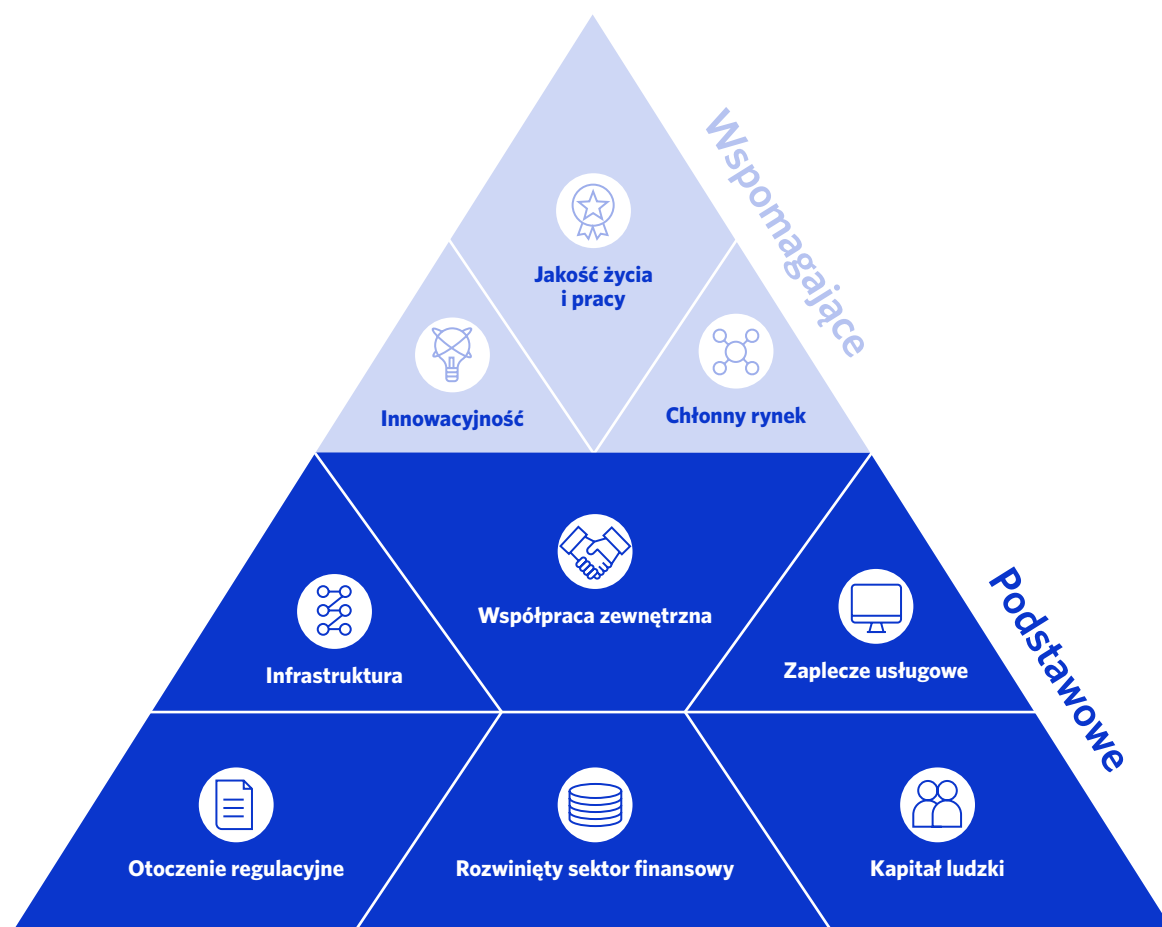 Wspomagające
Jakość życia
i pracy
Innowacyjność
Chłonny rynek
Podstawowe
Współpraca zewnętrzna
Infrastruktura
Zaplecze usługowe
Otoczenie regulacyjne
Rozwinięty sektor finansowy
Kapitał ludzki